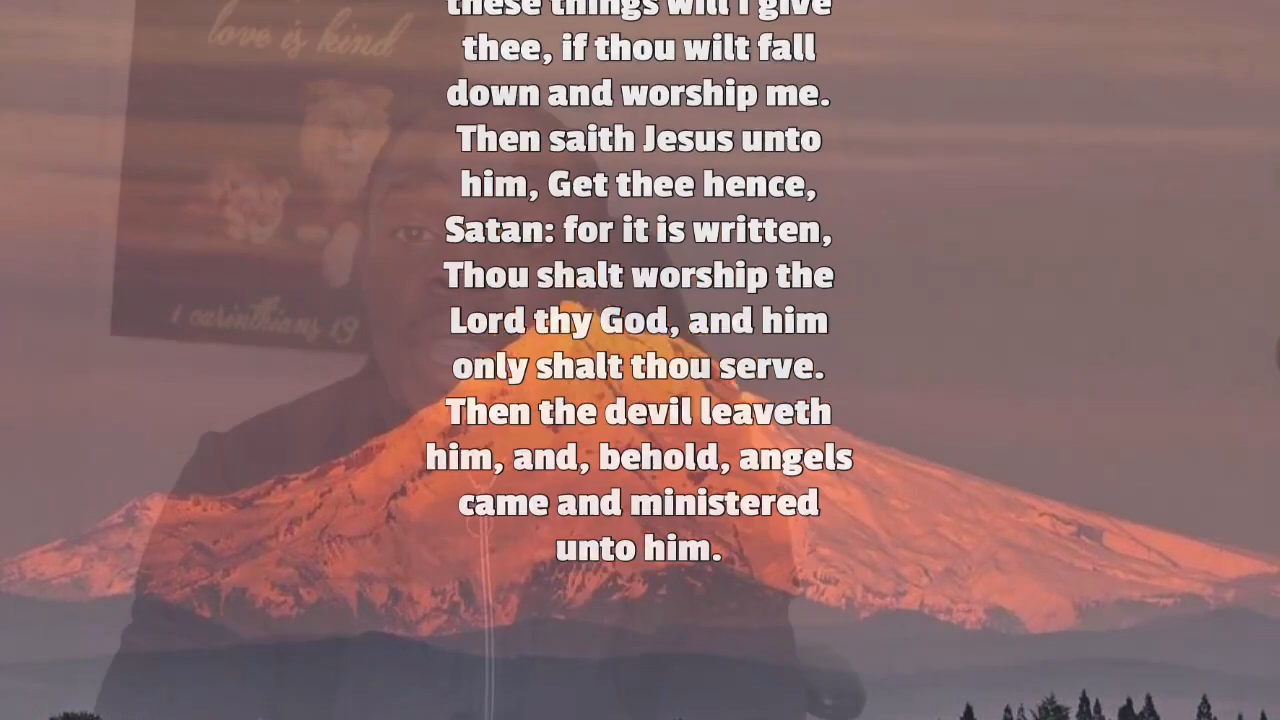 these things will I give
thee, if thou wilt fall
down and worship me.
Then saith Jesus unto
him, Get thee hence,
Satan: for it is written,
Thou shalt worship the
Lord thy God, and him
only shalt thou serve.
Then the devil leaveth
him, and, behold, angels
came and ministered
unto him.
love is kind
1 corinthians 13